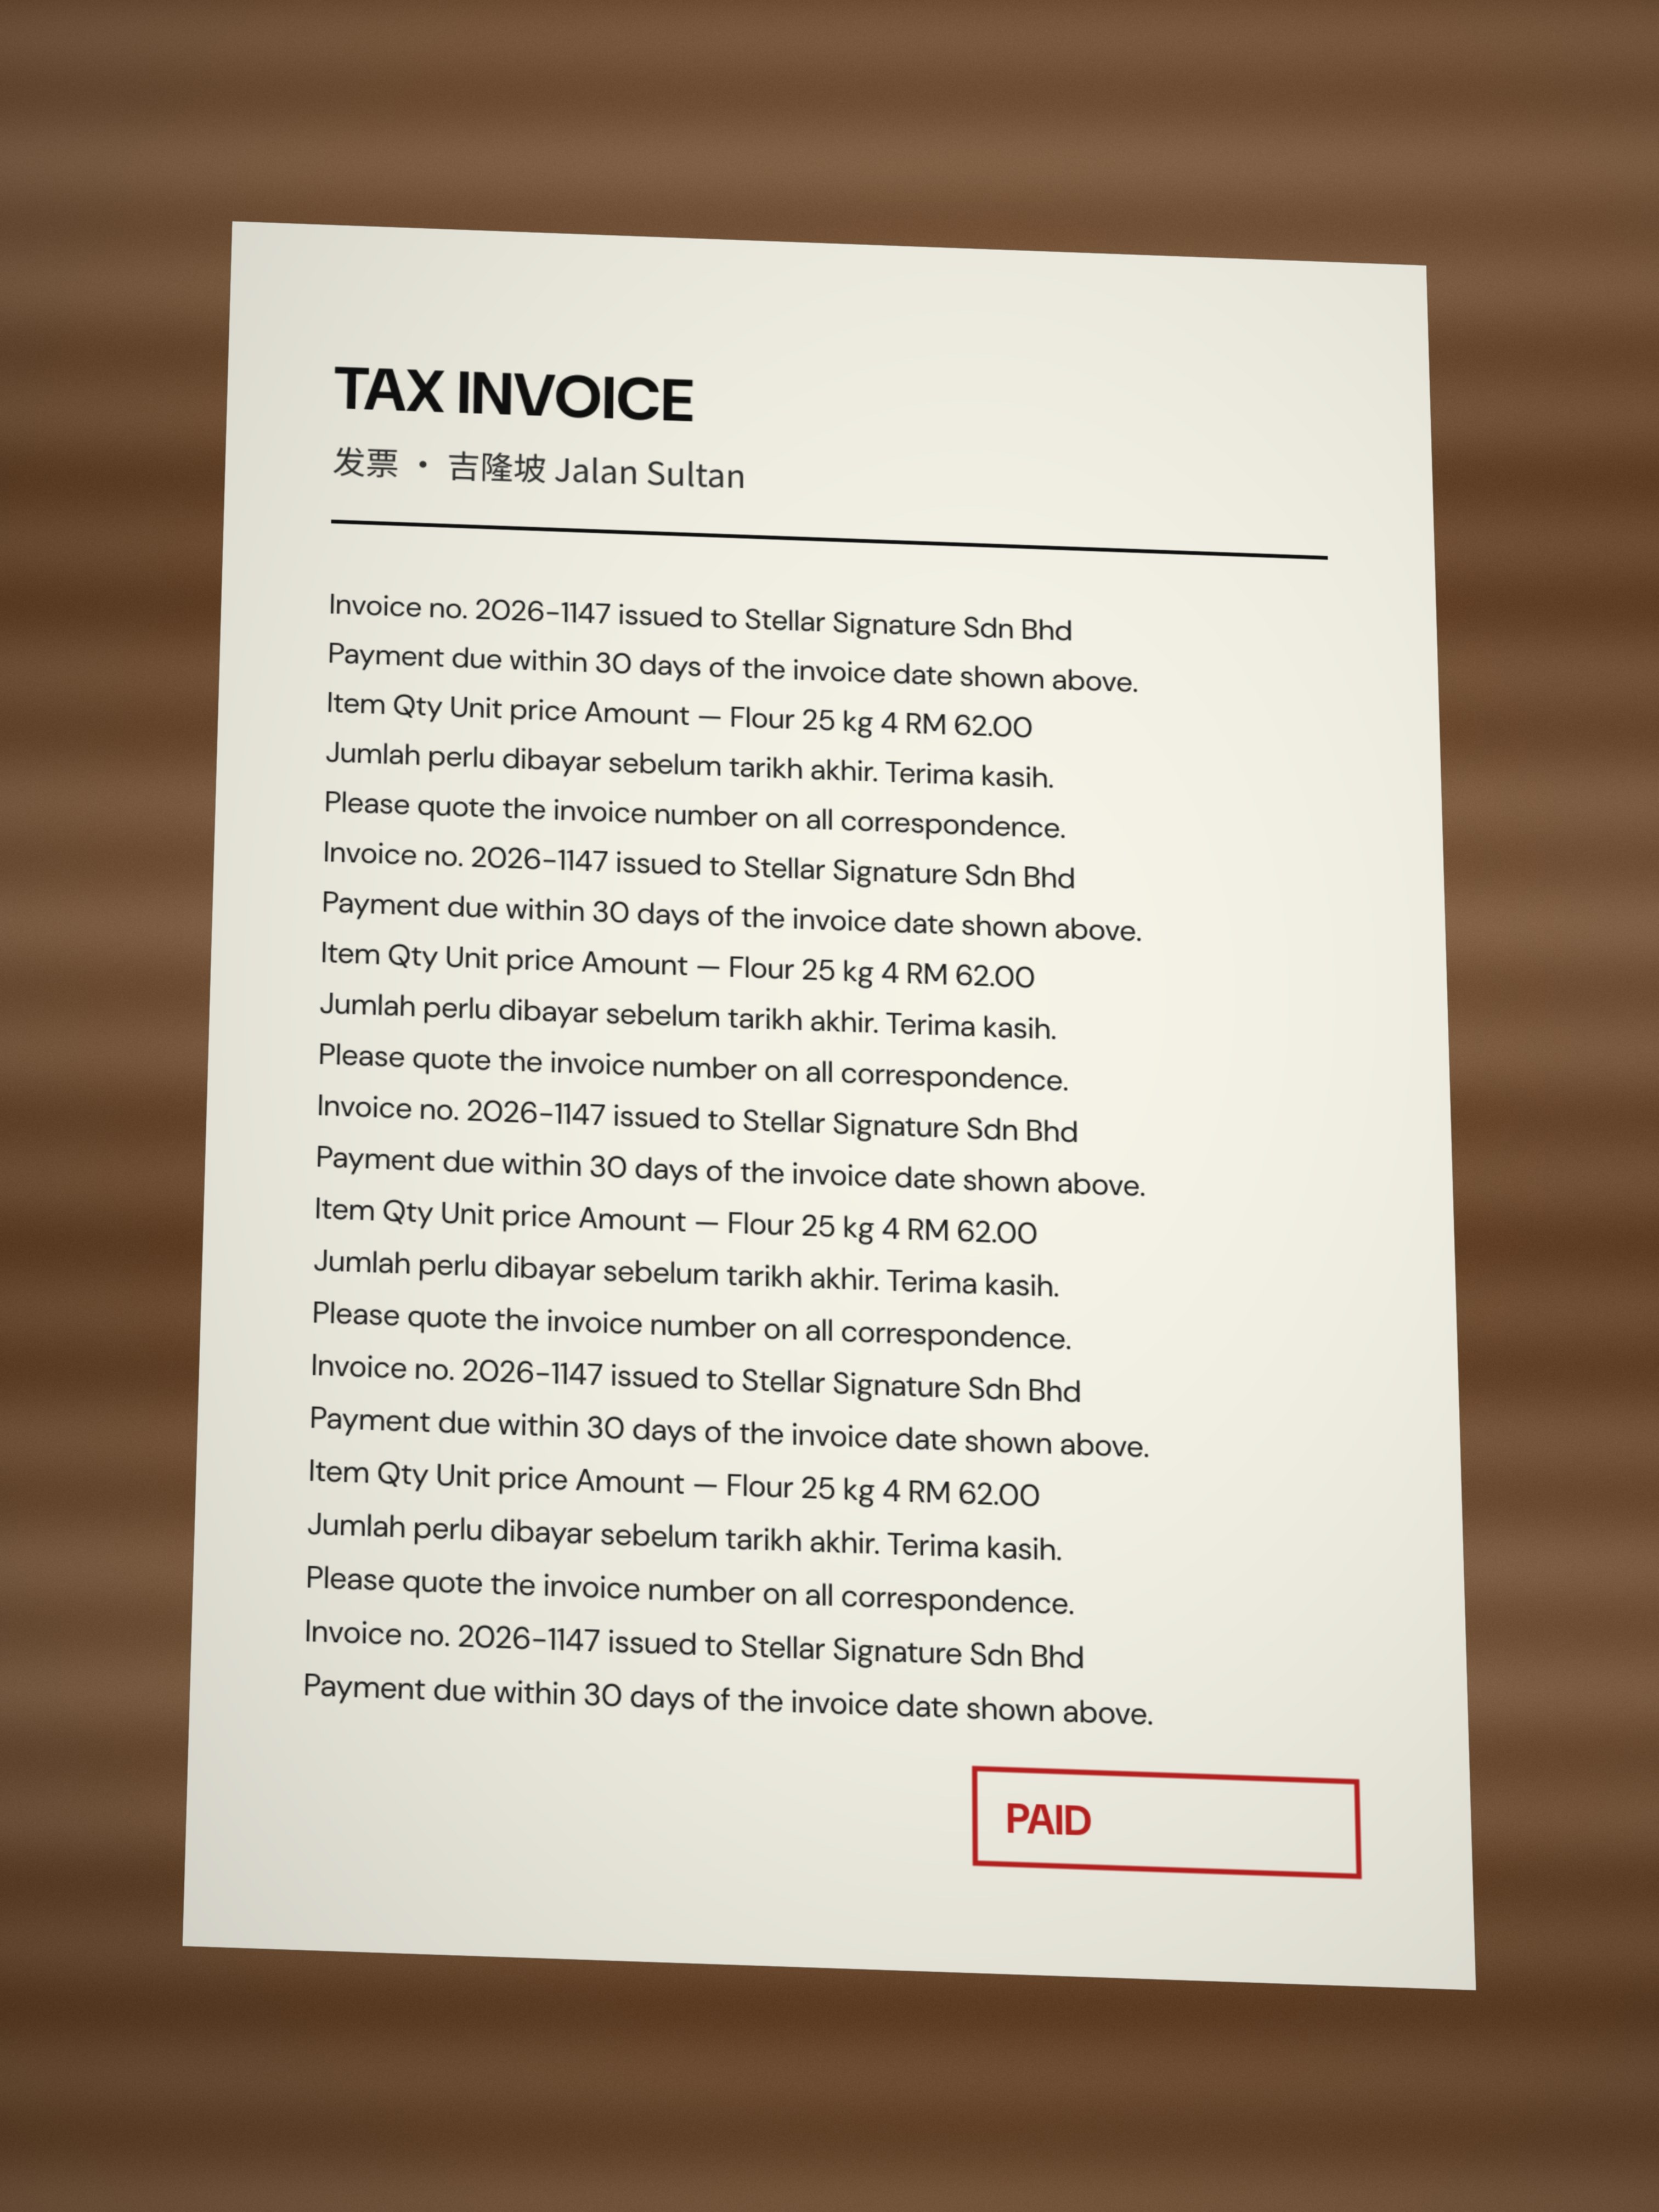 TAX INVOICE
发票 · 吉隆坡 Jalan Sultan
Invoice no. 2026-1147 issued to Stellar Signature Sdn Bhd
Payment due within 30 days of the invoice date shown above.
Item Qty Unit price Amount — Flour 25 kg 4 RM 62.00
Jumlah perlu dibayar sebelum tarikh akhir. Terima kasih.
Please quote the invoice number on all correspondence.
Invoice no. 2026-1147 issued to Stellar Signature Sdn Bhd
Payment due within 30 days of the invoice date shown above.
Item Qty Unit price Amount — Flour 25 kg 4 RM 62.00
Jumlah perlu dibayar sebelum tarikh akhir. Terima kasih.
Please quote the invoice number on all correspondence.
Invoice no. 2026-1147 issued to Stellar Signature Sdn Bhd
Payment due within 30 days of the invoice date shown above.
Item Qty Unit price Amount — Flour 25 kg 4 RM 62.00
Jumlah perlu dibayar sebelum tarikh akhir. Terima kasih.
Please quote the invoice number on all correspondence.
Invoice no. 2026-1147 issued to Stellar Signature Sdn Bhd
Payment due within 30 days of the invoice date shown above.
Item Qty Unit price Amount — Flour 25 kg 4 RM 62.00
Jumlah perlu dibayar sebelum tarikh akhir. Terima kasih.
Please quote the invoice number on all correspondence.
Invoice no. 2026-1147 issued to Stellar Signature Sdn Bhd
Payment due within 30 days of the invoice date shown above.
PAID